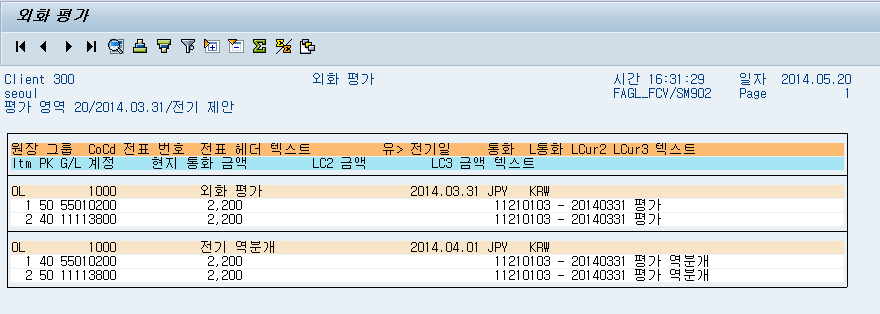 외화 평가
Client 300 외화 평가 시간 16:31:29 일자 2014.05.20
seoul FAGL_FCV/SM902 Page 1
평가 영역 20/2014.03.31/전기 제안
원장 그룹 CoCd 전표 번호 전표 헤더 텍스트 유> 전기일 통화 L통화 LCur2 LCur3 텍스트
Itm PK G/L 계정 현지 통화 금액 LC2 금액 LC3 금액 텍스트
0L 1000 외화 평가 2014.03.31 JPY KRW
1 50 55010200 2,200 11210103 - 20140331 평가
2 40 11113800 2,200 11210103 - 20140331 평가
0L 1000 전기 역분개 2014.04.01 JPY KRW
1 40 55010200 2,200 11210103 - 20140331 평가 역분개
2 50 11113800 2,200 11210103 - 20140331 평가 역분개